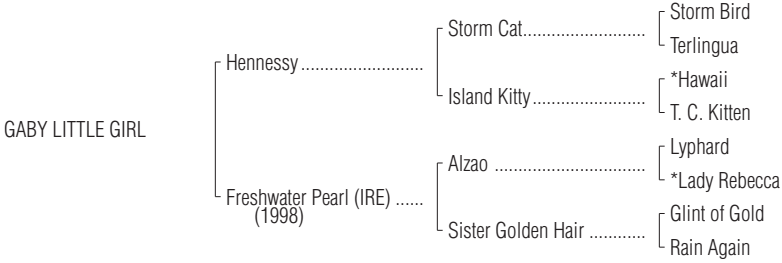 Storm Bird
Storm Cat..........................
Terlingua
Hennessy ..........................
*Hawaii
Island Kitty........................
T. C. Kitten
GABY LITTLE GIRL
Lyphard
Alzao ................................
*Lady Rebecca
Freshwater Pearl (IRE) ......
(1998)
Glint of Gold
Sister Golden Hair ............
Rain Again